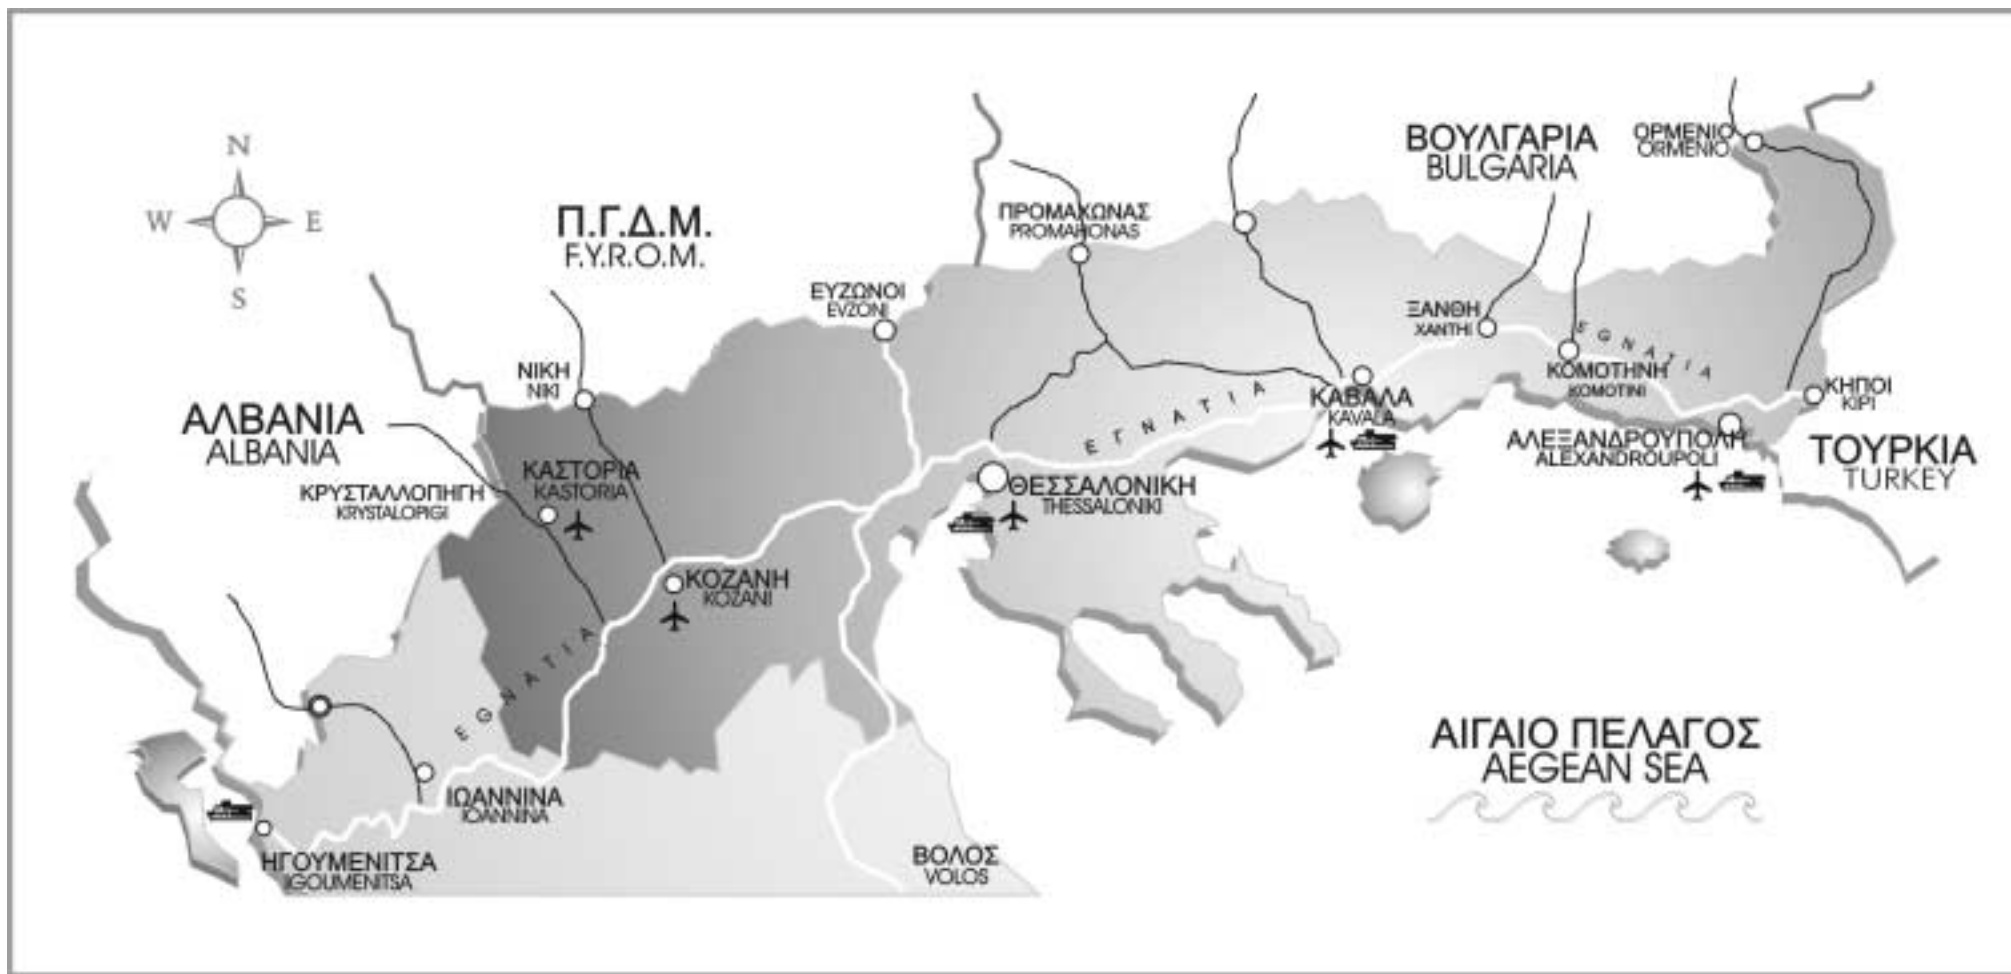 N
W
E
S
Π.Γ.Δ.Μ.
F.Y.R.O.M.
ΒΟΥΛΓΑΡΙΑ
BULGARIA
ΟΡΜΕΝΙΟ
ORMENIO
ΠΡΟΜΑΧΩΝΑΣ
PROMAHONAS
ΕΥΖΩΝΟΙ
EVZONI
ΞΑΝΘΗ
XANTHI
EGNATIA
ΝΙΚΗ
NIKI
ΚΟΜΟΤΗΝΗ
KOMOTINI
ΚΗΠΟΙ
KIPI
ΑΛΒΑΝΙΑ
ALBANIA
ΚΑΒΑΛΑ
KAVALA
ΕΓΝΑΤΙΑ
ΑΛΕΞΑΝΔΡΟΥΠΟΛΗ
ALEXANDROUPOLI
ΤΟΥΡΚΙΑ
TURKEY
ΚΑΣΤΟΡΙΑ
KASTORIA
ΚΡΥΣΤΑΛΛΟΠΗΓΗ
KRYSTALOPIGI
ΘΕΣΣΑΛΟΝΙΚΗ
THESSALONIKI
ΚΟΖΑΝΗ
KOZANI
EGNATIA
ΑΙΓΑΙΟ ΠΕΛΑΓΟΣ
AEGEAN SEA
ΙΩΑΝΝΙΝΑ
IOANNINA
ΗΓΟΥΜΕΝΙΤΣΑ
IGOUMENITSA
ΒΟΛΟΣ
VOLOS